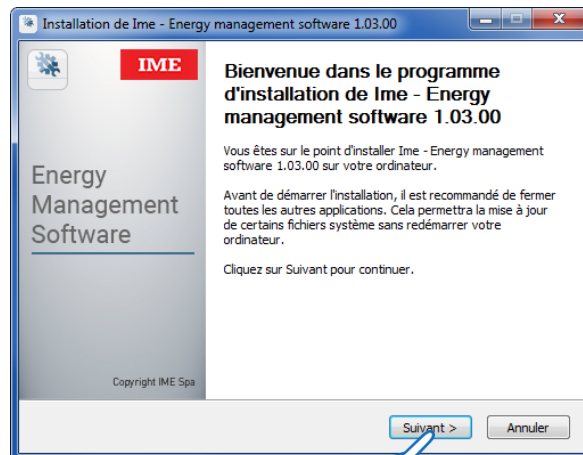 Installation de Ime - Energy management software 1.03.00
IME
Bienvenue dans le programme
d'installation de Ime - Energy
management software 1.03.00
Vous êtes sur le point d'installer Ime - Energy management
software 1.03.00 sur votre ordinateur.
Avant de démarrer l'installation, il est recommandé de fermer
toutes les autres applications. Cela permettra la mise à jour
de certains fichiers système sans redémarrer votre
ordinateur.
Cliquez sur Suivant pour continuer.
Energy
Management
Software
Copyright IME Spa
Suivant >
Annuler